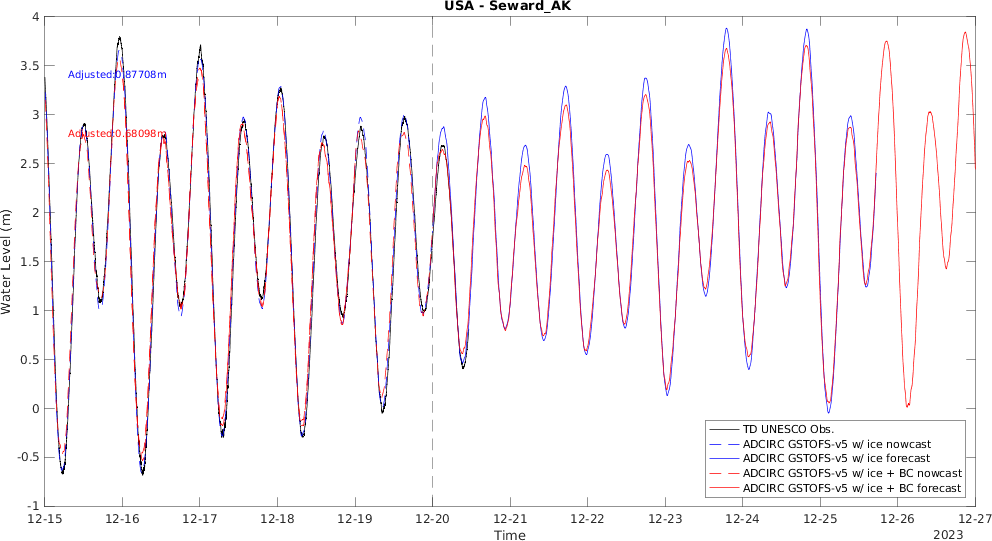 USA - Seward_AK
4
3.5
3
2.5
2
1.5
1
0.5
0
-0.5
-1
Water Level (m)
Adjusted:0.87708m
Adjusted:0.68098m
TD UNESCO Obs.
ADCIRC GSTOFS-v5 w/ ice nowcast
ADCIRC GSTOFS-v5 w/ ice forecast
ADCIRC GSTOFS-v5 w/ ice + BC nowcast
ADCIRC GSTOFS-v5 w/ ice + BC forecast
12-15 12-16 12-17 12-18 12-19 12-20 12-21 12-22 12-23 12-24 12-25 12-26 12-27
Time
2023